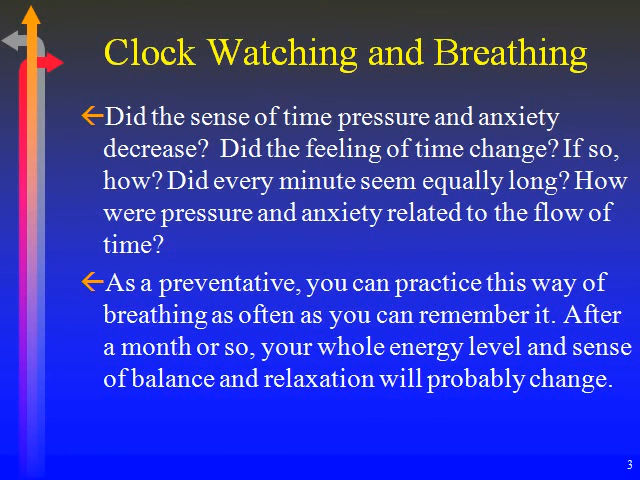 Clock Watching and Breathing
Did the sense of time pressure and anxiety
decrease?  Did the feeling of time change? If so,
how? Did every minute seem equally long? How
were pressure and anxiety related to the flow of
time?
As a preventative, you can practice this way of
breathing as often as you can remember it. After
a month or so, your whole energy level and sense
of balance and relaxation will probably change.
3